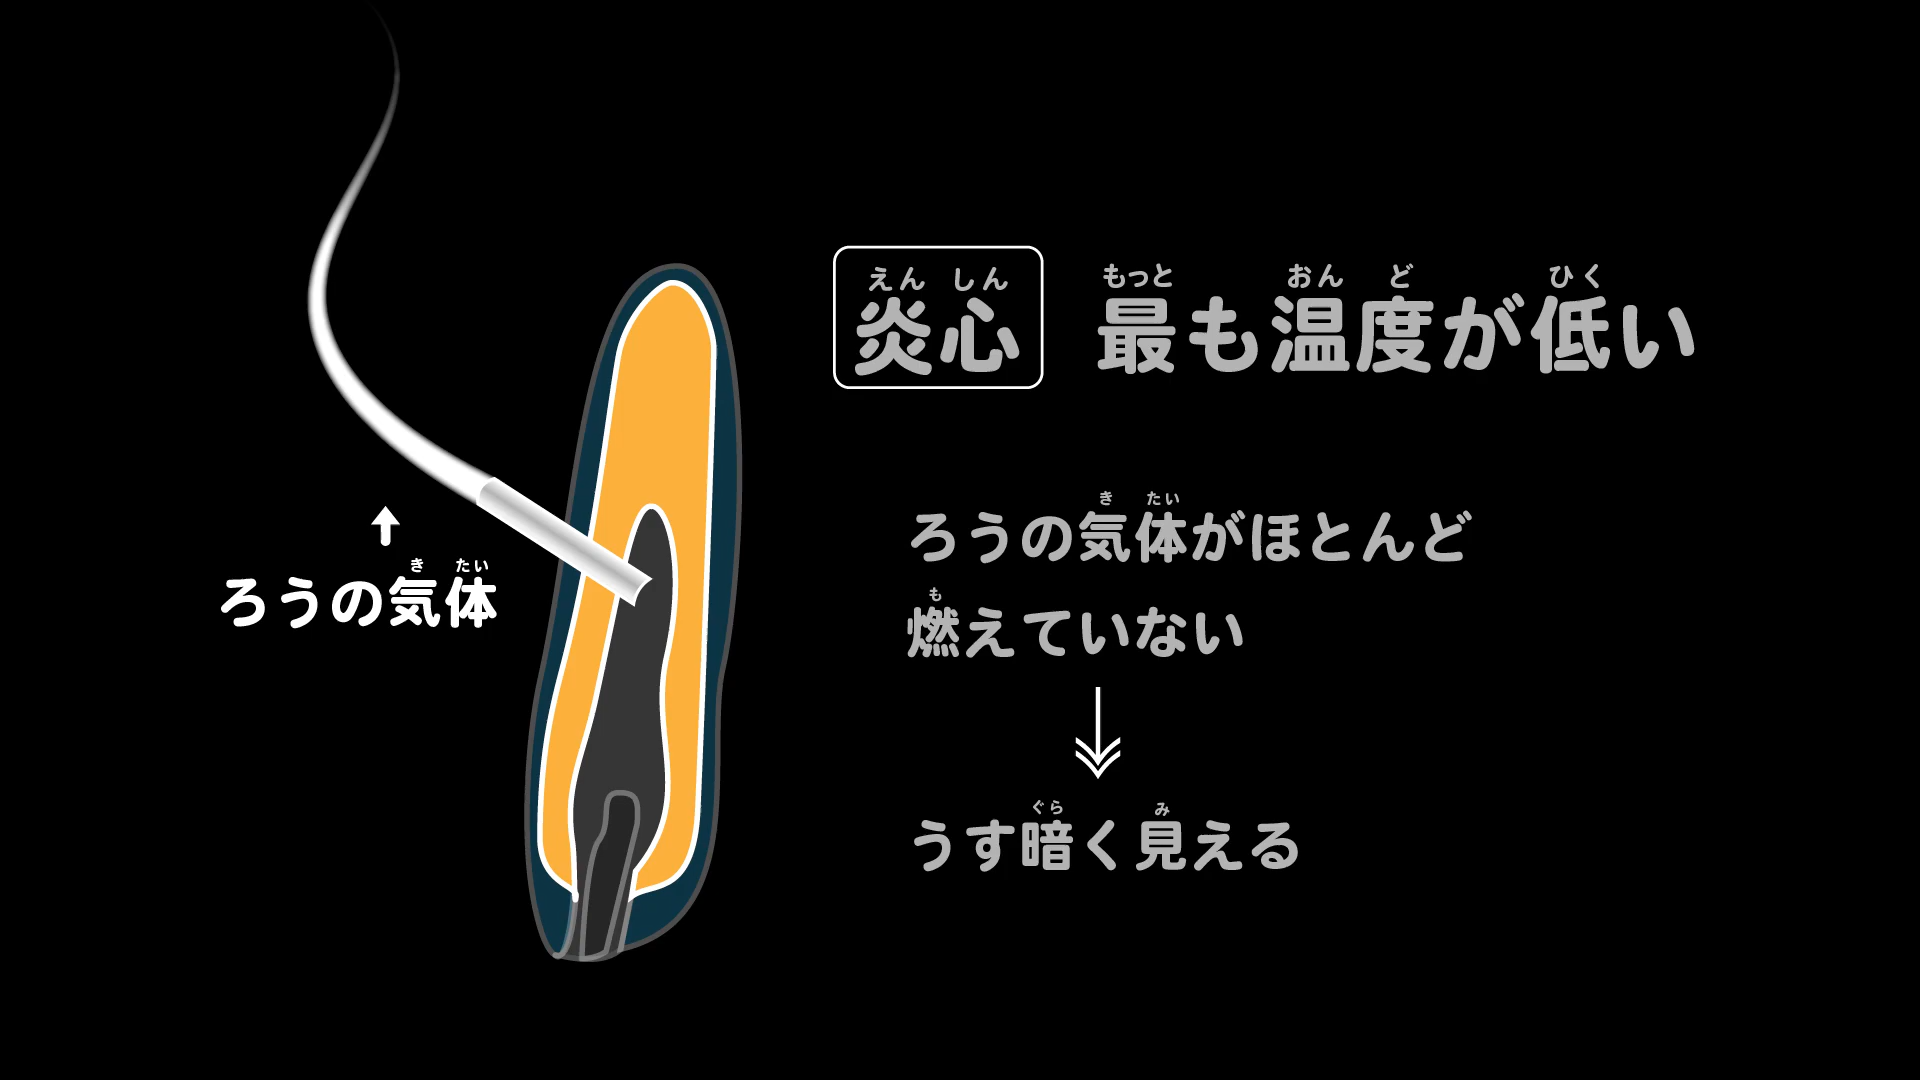 炎心 最も温度が低い
ろうの気体がほとんど
燃えていない
うす暗く見える
ろうの気体